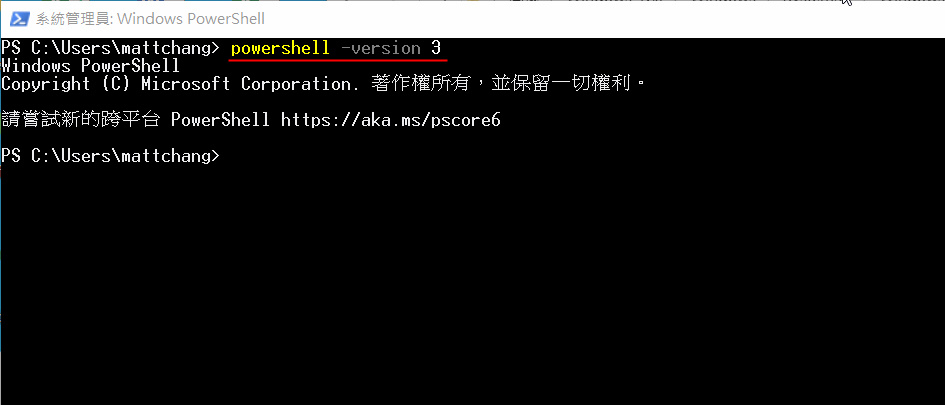 系統管理員: Windows PowerShell
PS C:\Users\mattchang> powershell -version 3
Windows PowerShell
Copyright (C) Microsoft Corporation. 著作權所有，並保留一切權利。
請嘗試新的跨平台 PowerShell https://aka.ms/pscore6
PS C:\Users\mattchang>